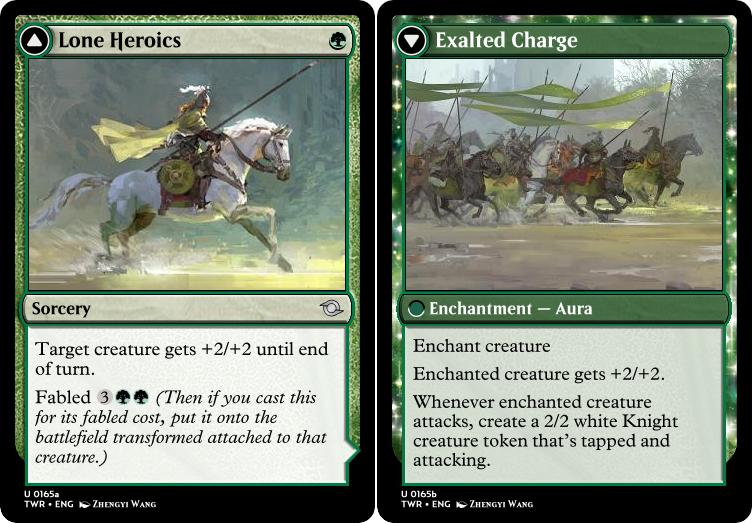 Lone Heroics
Sorcery
Target creature gets +2/+2 until end
of turn.
Fabled 3 (Then if you cast this
for its fabled cost, put it onto the
battlefield transformed attached to that
creature.)
U 0165a
TWR • ENG Zhengyi Wang
Exalted Charge
Enchantment — Aura
Enchant creature
Enchanted creature gets +2/+2.
Whenever enchanted creature
attacks, create a 2/2 white Knight
creature token that’s tapped and
attacking.
U 0165b
TWR • ENG Zhengyi Wang